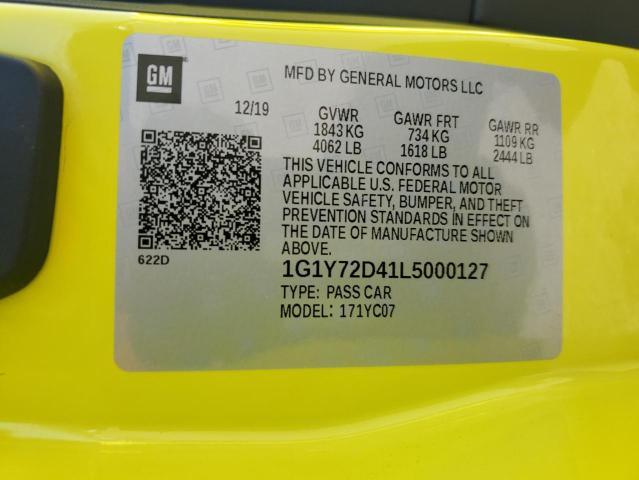 GM
MFD BY GENERAL MOTORS LLC
12/19
GVWR
1843 KG
4062 LB
GAWR FRT
734 KG
1618 LB
GAWR RR
1109 KG
2444 LB
THIS VEHICLE CONFORMS TO ALL
APPLICABLE U.S. FEDERAL MOTOR
VEHICLE SAFETY, BUMPER, AND THEFT
PREVENTION STANDARDS IN EFFECT ON
THE DATE OF MANUFACTURE SHOWN
ABOVE.
622D
1G1Y72D41L5000127
TYPE: PASS CAR
MODEL: 171YC07